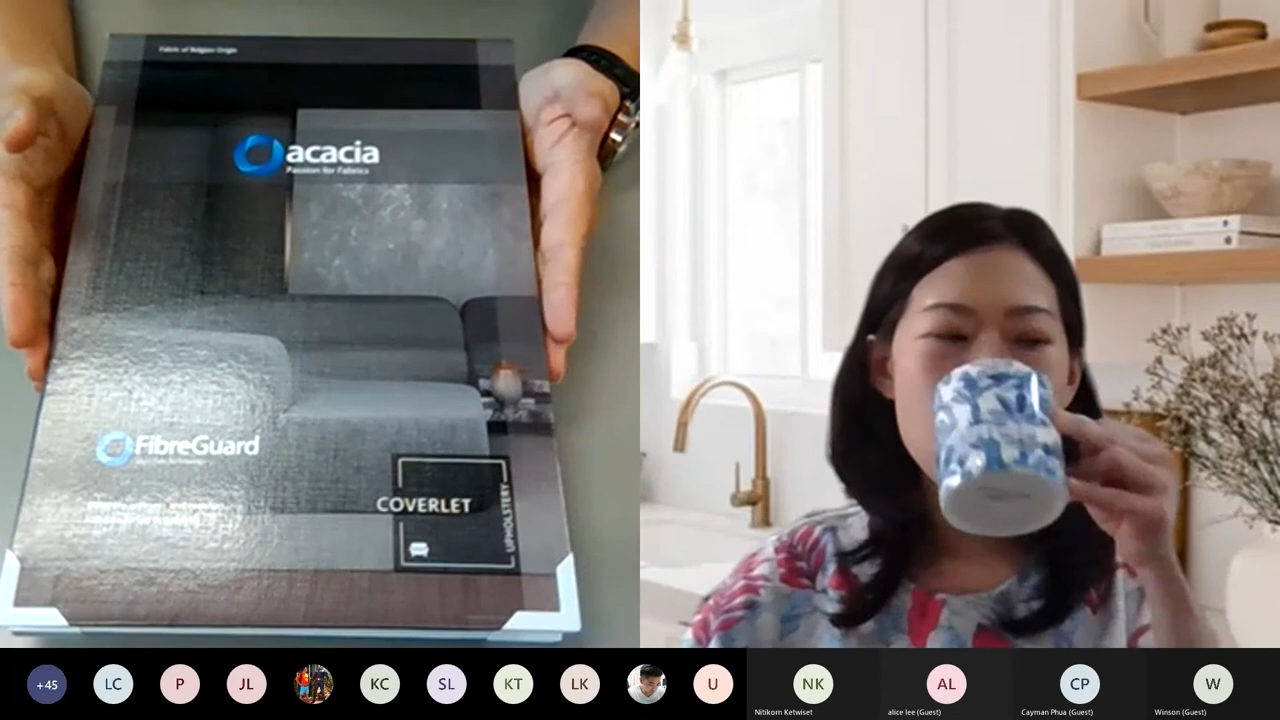 Fabric of Belgian Origin
acacia
Passion for Fabrics
FibreGuard
COVERLET
UPHOLSTERY
+45
LC
P
JL
KC
SL
KT
LK
U
NK
AL
CP
W
Nitikorn Ketwiset
alice lee (Guest)
Cayman Phua (Guest)
Winson (Guest)